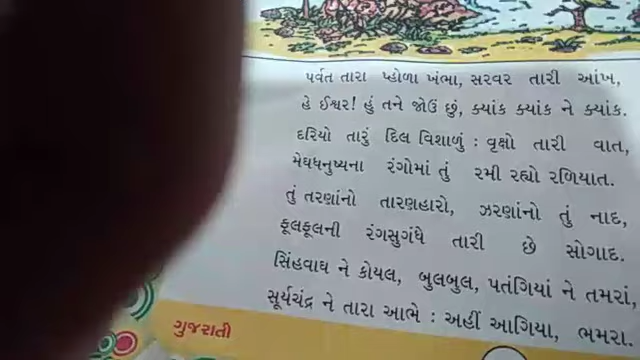 પર્વત તારા પ્હોળા ખંભા, સરવર તારી આંખ,
હે ઈશ્વર! હું તને જોઉં છું, ક્યાંક ક્યાંક ને ક્યાંક.
દરિયો તારું દિલ વિશાળું : વૃક્ષો તારી વાત,
મેઘધનુષ્યના રંગોમાં તું રમી રહ્યો રળિયાત.
તું તરણાંનો તારણહારો, ઝરણાંનો તું નાદ,
ફૂલફૂલની રંગસુગંધે તારી છે સોગાદ.
સિંહવાઘ ને કોયલ, બુલબુલ, પતંગિયાં ને તમરાં,
સૂર્યચંદ્ર ને તારા આભે : અહીં આગિયા, ભમરા.
ગુજરાતી